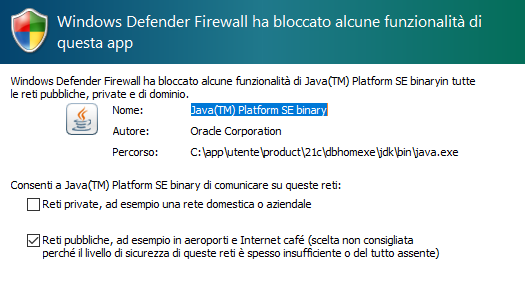 Windows Defender Firewall ha bloccato alcune funzionalità di
questa app
Windows Defender Firewall ha bloccato alcune funzionalità di Java(TM) Platform SE binaryin tutte
le reti pubbliche, private e di dominio.
Nome: Java(TM) Platform SE binary
Autore: Oracle Corporation
Percorso: C:\app\utente\product\21c\dbhomexe\jdk\bin\java.exe
Consenti a Java(TM) Platform SE binary di comunicare su queste reti:
Reti private, ad esempio una rete domestica o aziendale
Reti pubbliche, ad esempio in aeroporti e Internet café (scelta non consigliata
perché il livello di sicurezza di queste reti è spesso insufficiente o del tutto assente)